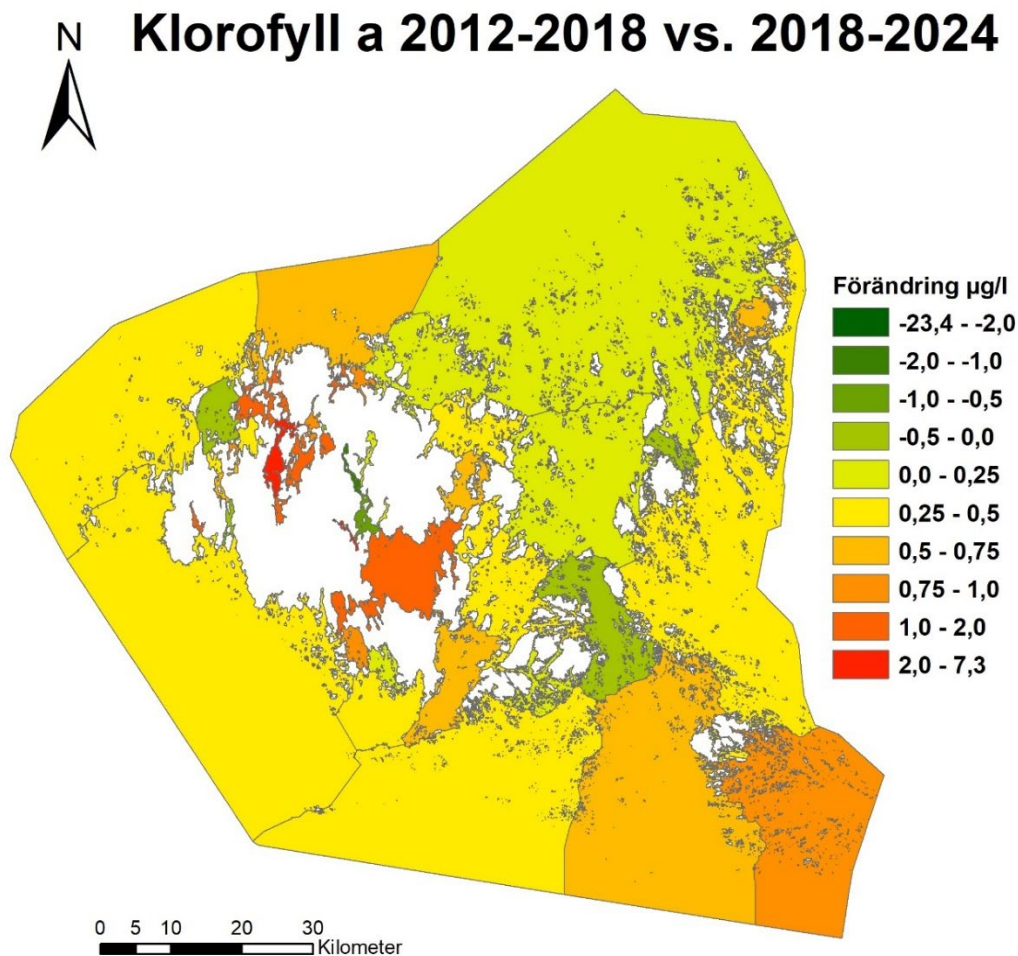 Klorofyll a 2012-2018 vs. 2018-2024
N
Förändring µg/l
-23,4 - -2,0
-2,0 - -1,0
-1,0 - -0,5
-0,5 - 0,0
0,0 - 0,25
0,25 - 0,5
0,5 - 0,75
0,75 - 1,0
1,0 - 2,0
2,0 - 7,3
0 5 10 20 30
Kilometer